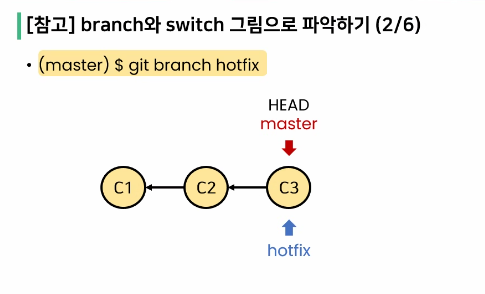 [참고] branch와 switch 그림으로 파악하기 (2/6)
• (master) $ git branch hotfix
HEAD
master
C1 C2 C3
hotfix